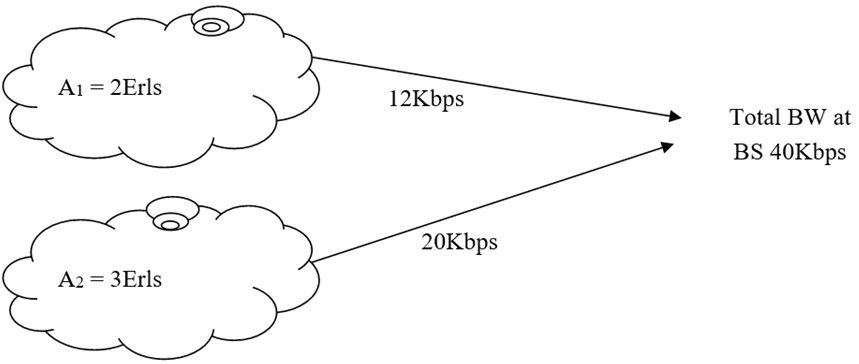 A1 = 2Erls
12Kbps
Total BW at
BS 40Kbps
20Kbps
A2 = 3Erls